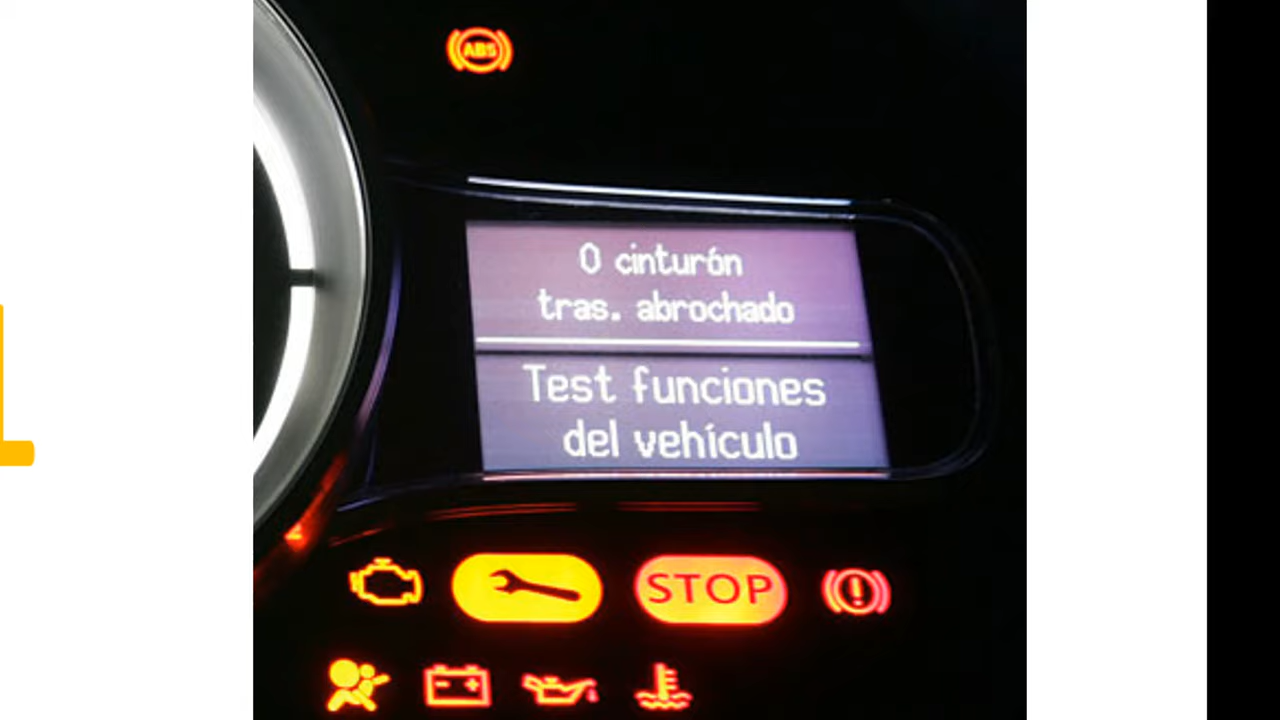 ABS
0 cinturón
tras. abrochado
Test funciones
del vehículo
STOP